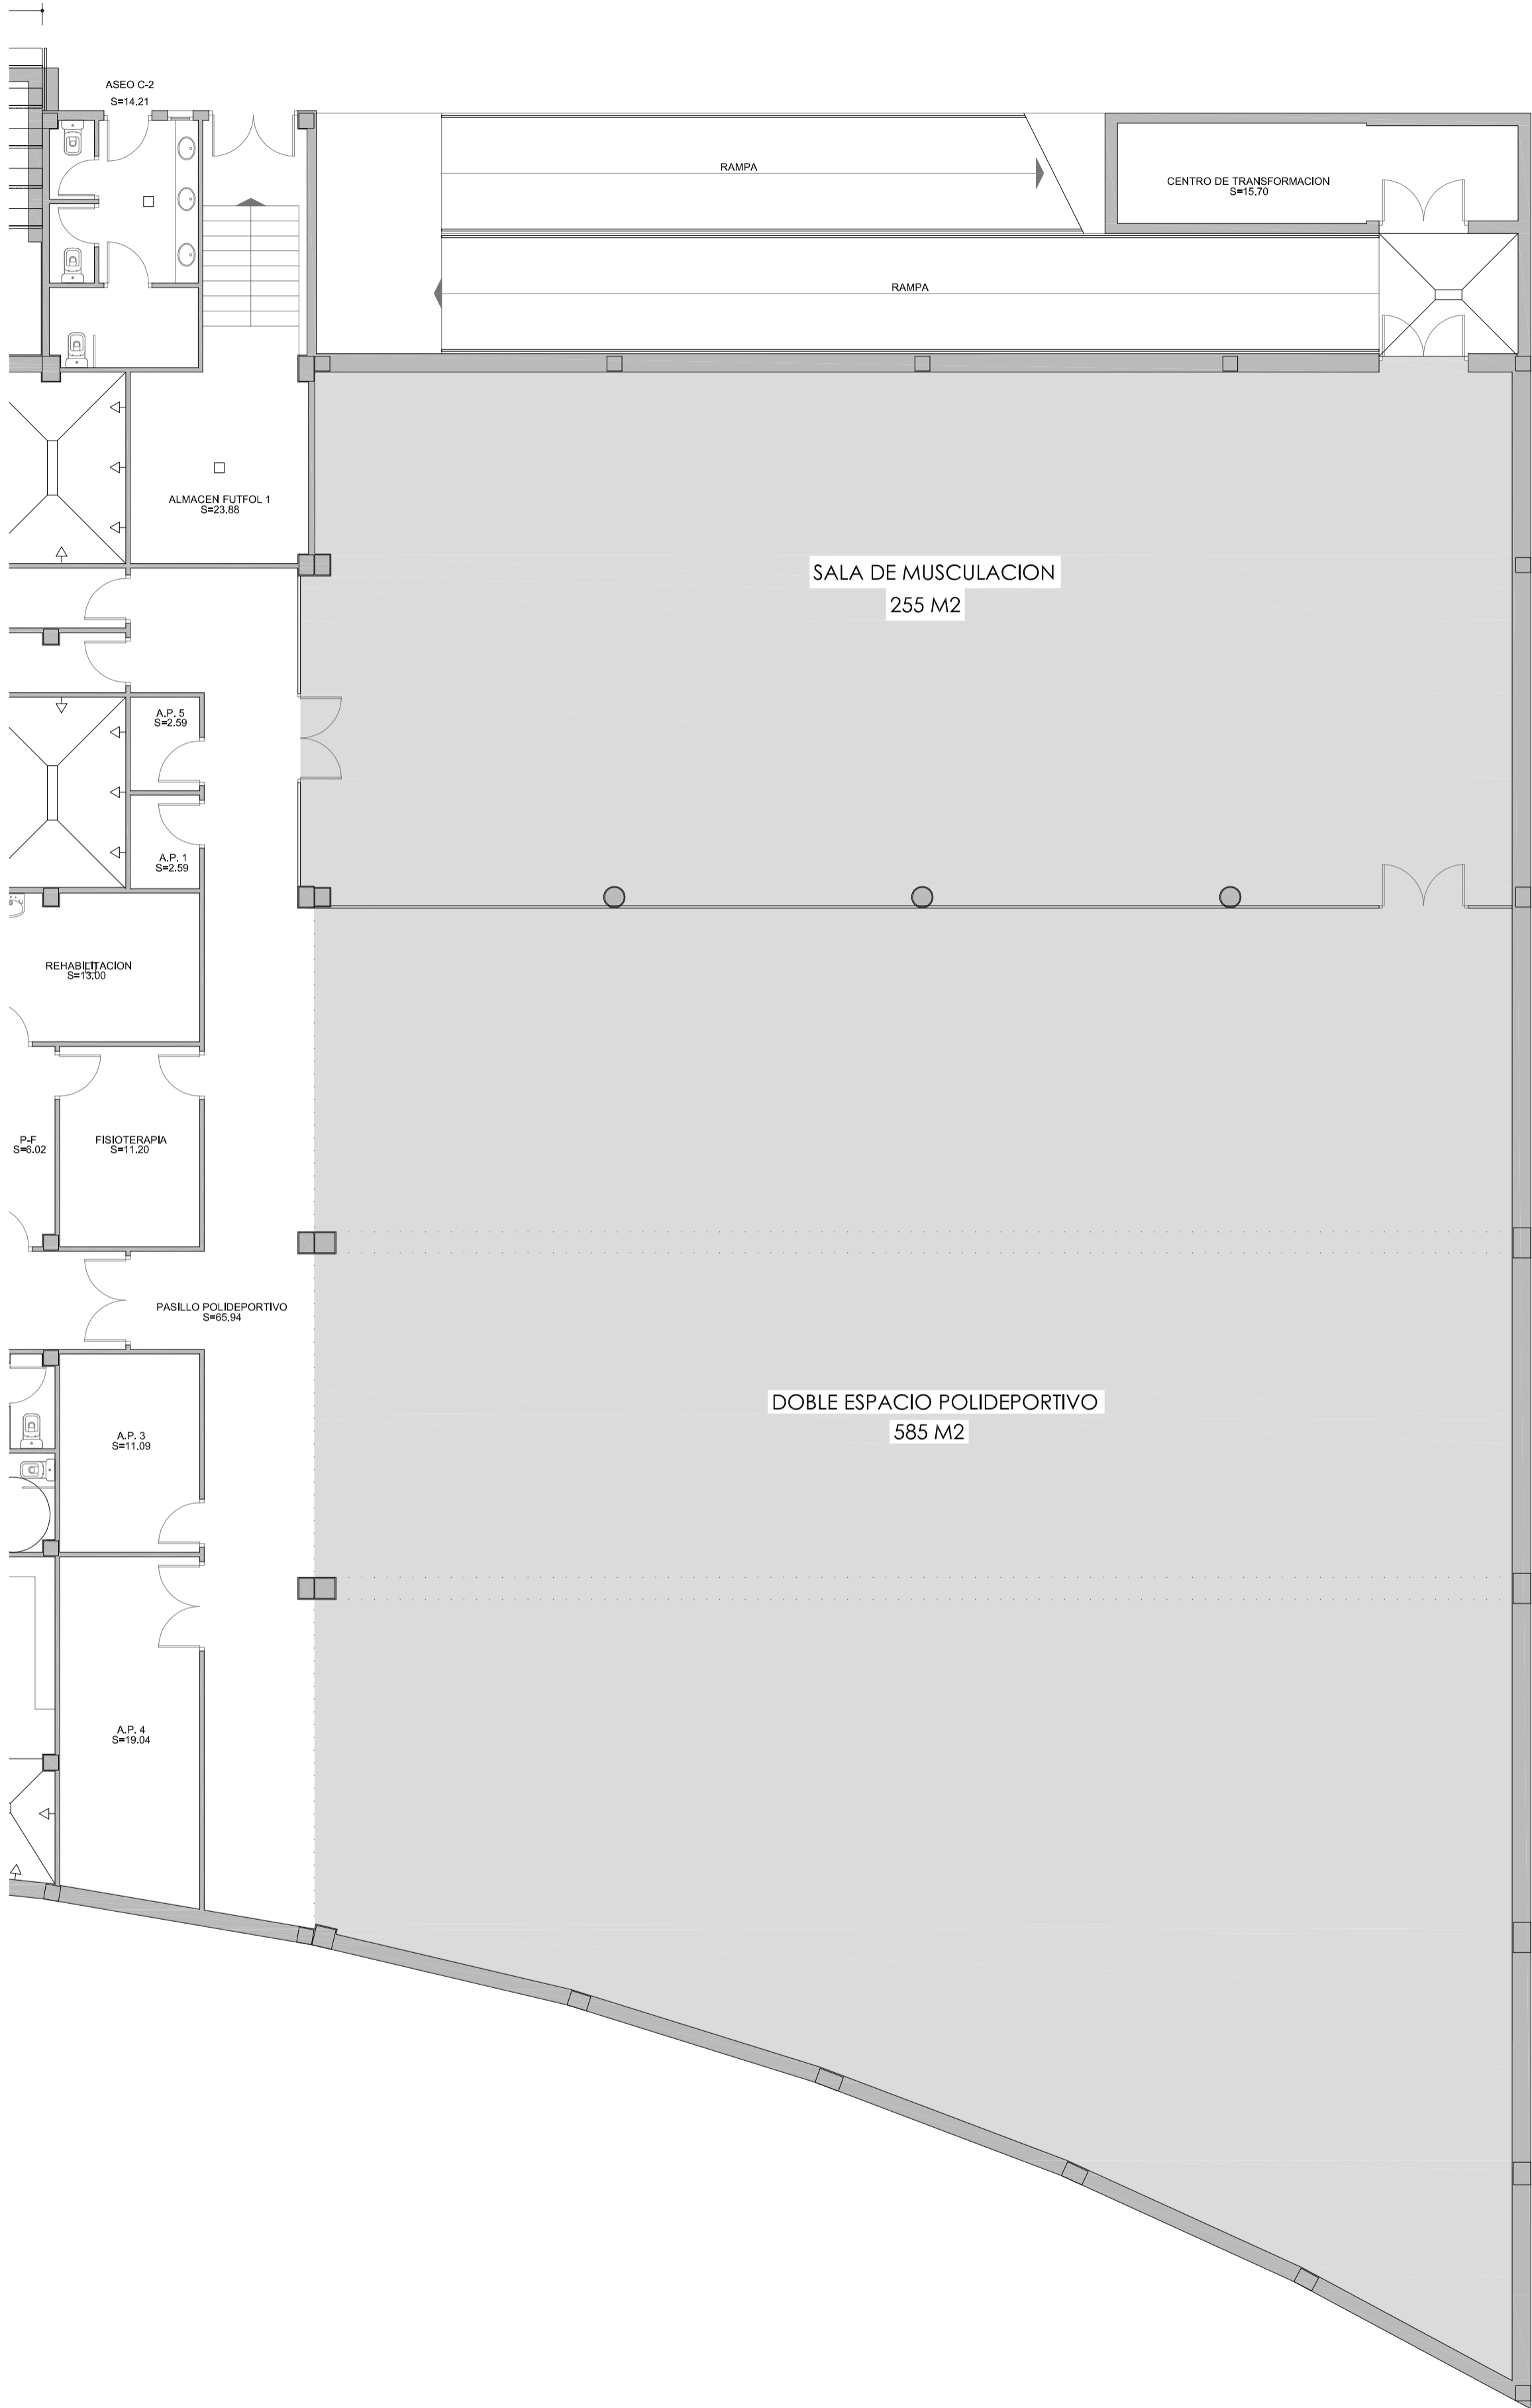 ASEO C-2
S=14.21
RAMPA
CENTRO DE TRANSFORMACION
S=15.70
RAMPA
ALMACEN FUTFOL 1
S=23.88
SALA DE MUSCULACION
255 M2
A.P. 5
S=2.59
A.P. 1
S=2.59
REHABILITACION
S=13.00
P-F
S=6.02
FISIOTERAPIA
S=11.20
PASILLO POLIDEPORTIVO
S=65.94
DOBLE ESPACIO POLIDEPORTIVO
585 M2
A.P. 3
S=11.09
A.P. 4
S=19.04